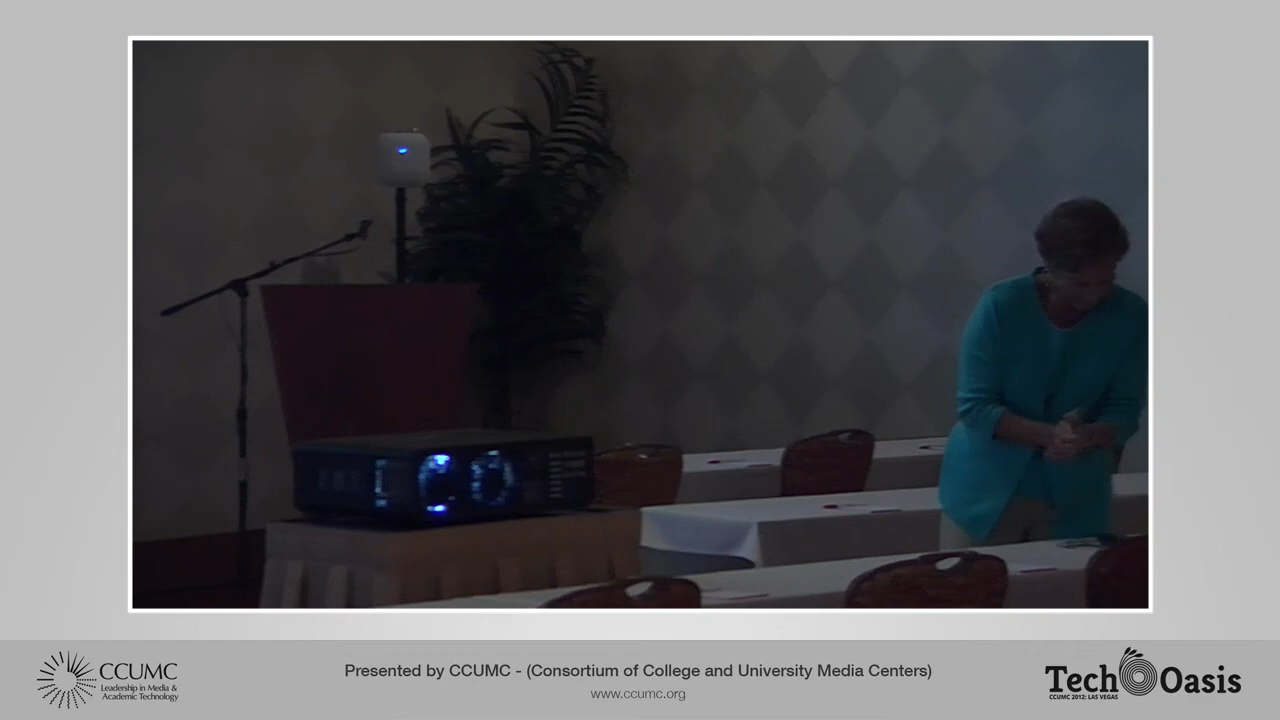 CCUMC
Leadership in Media &
Academic Technology
Presented by CCUMC - (Consortium of College and University Media Centers)
www.ccumc.org
Tech Oasis
CCUMC 2012: LAS VEGAS